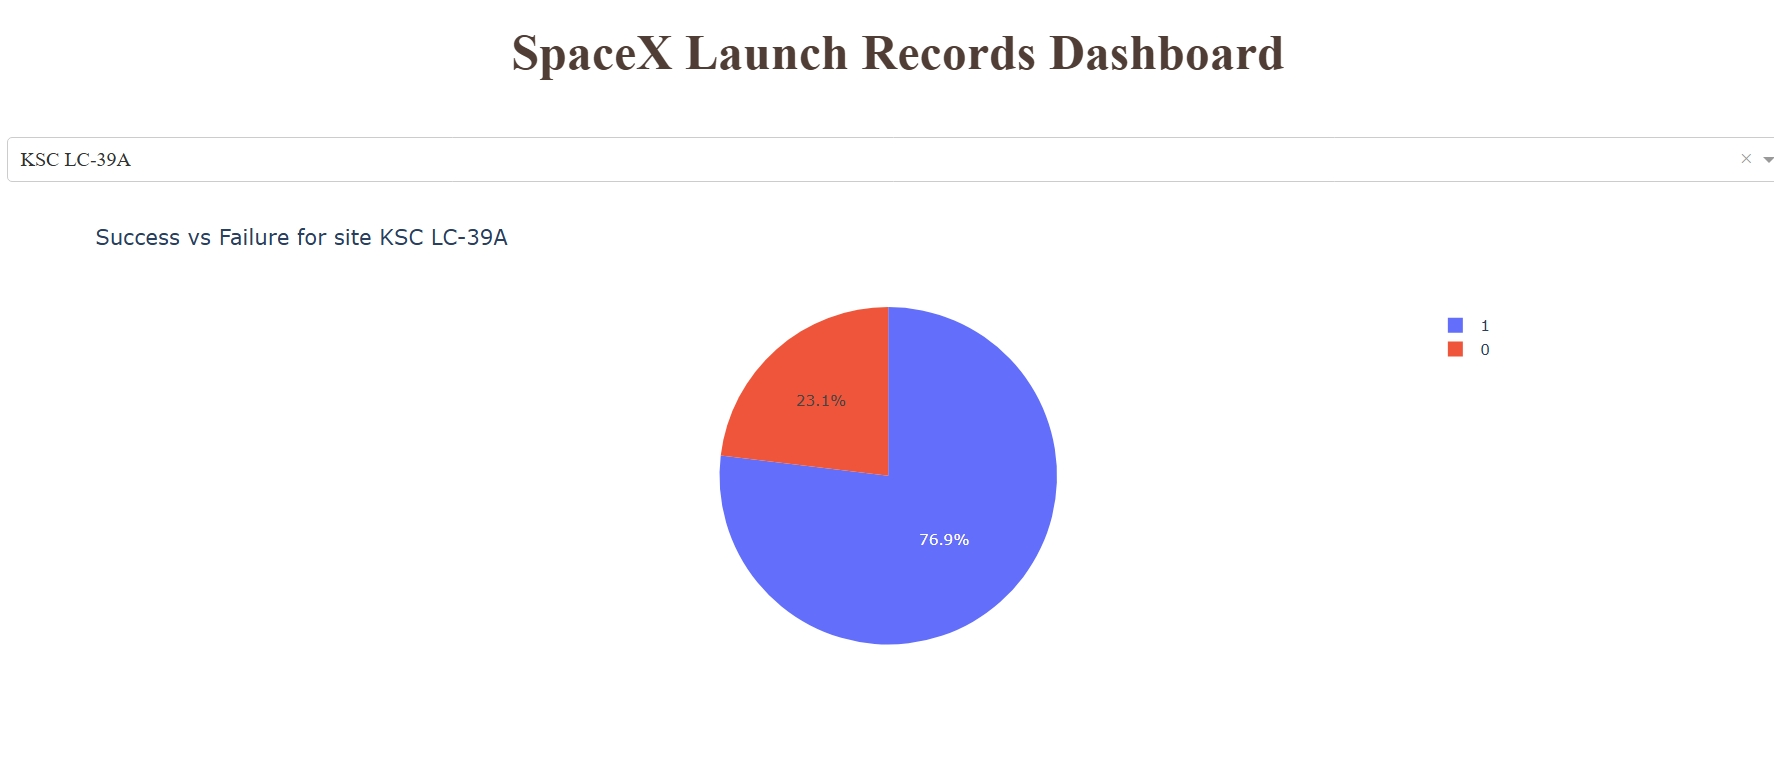 SpaceX Launch Records Dashboard
KSC LC-39A
Success vs Failure for site KSC LC-39A
1
0
23.1%
76.9%